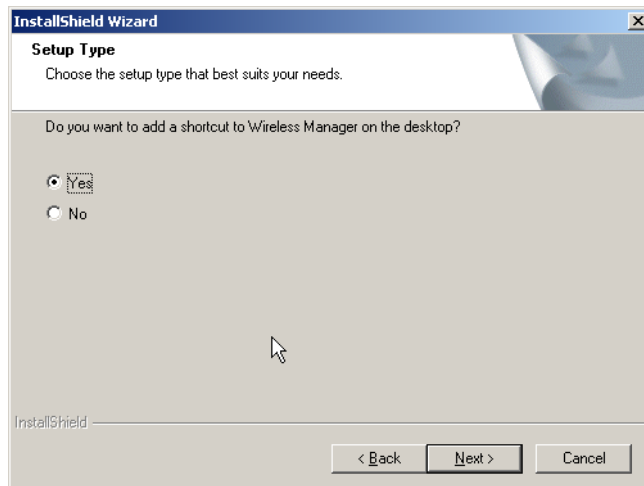 InstallShield Wizard
Setup Type
Choose the setup type that best suits your needs.
Do you want to add a shortcut to Wireless Manager on the desktop?
Yes
No
InstallShield
< Back Next > Cancel